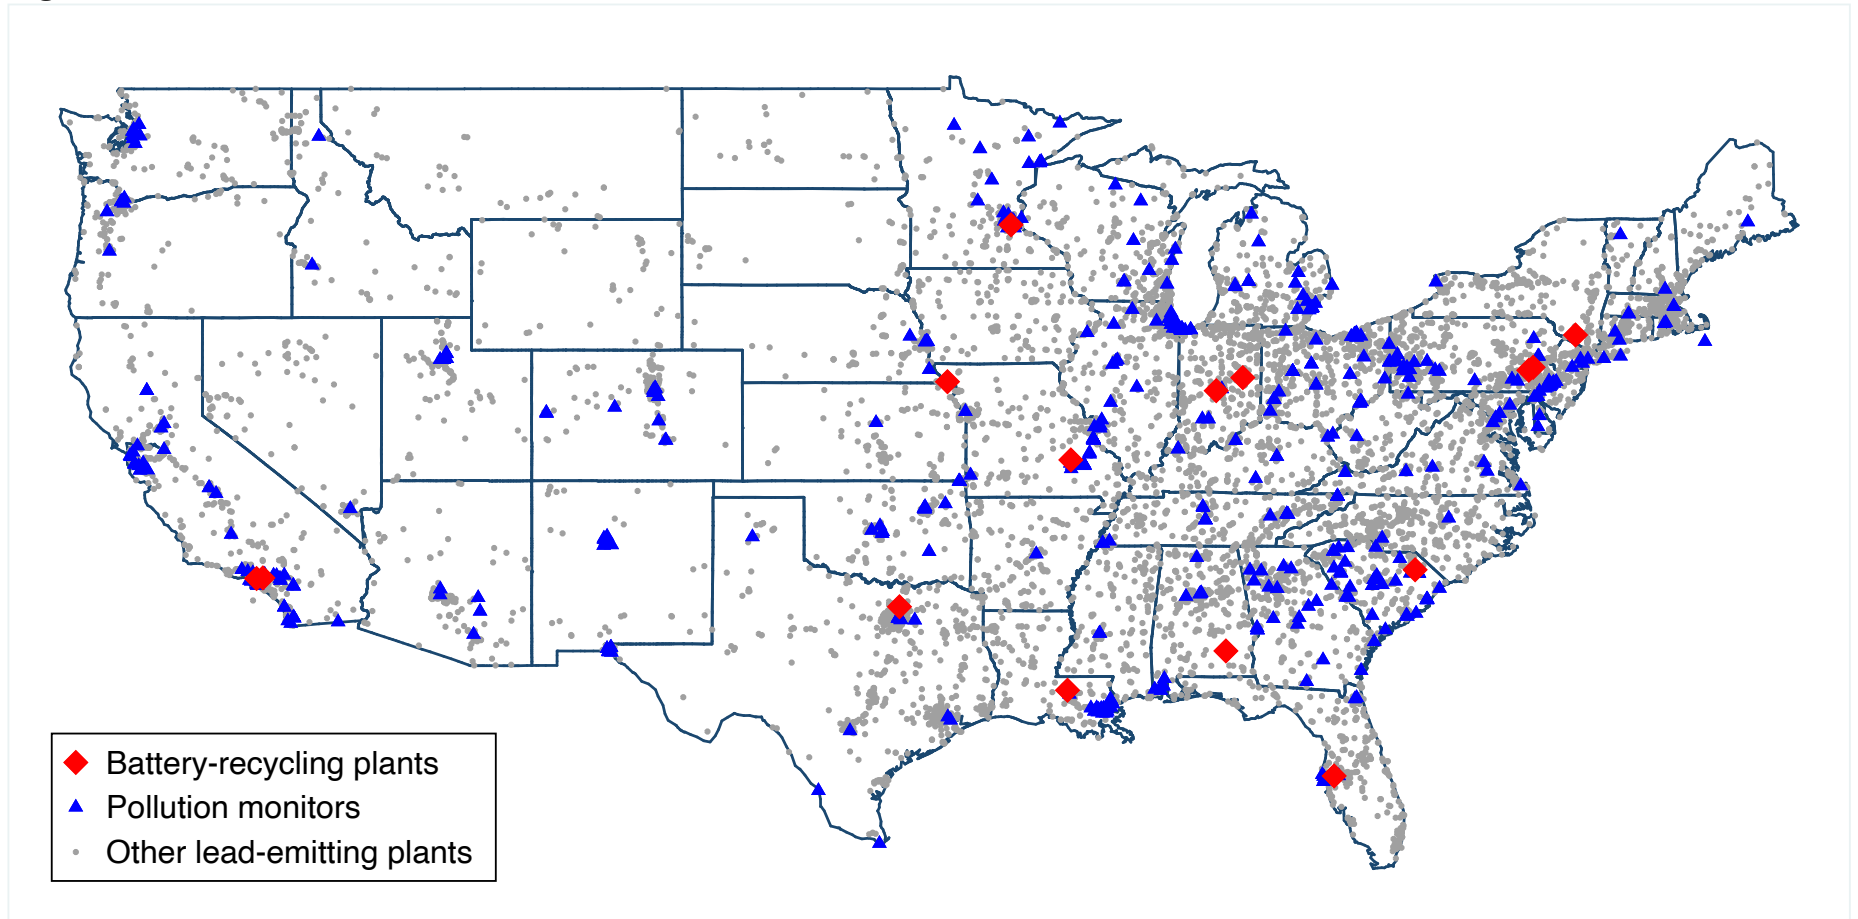 Battery-recycling plants
Pollution monitors
Other lead-emitting plants